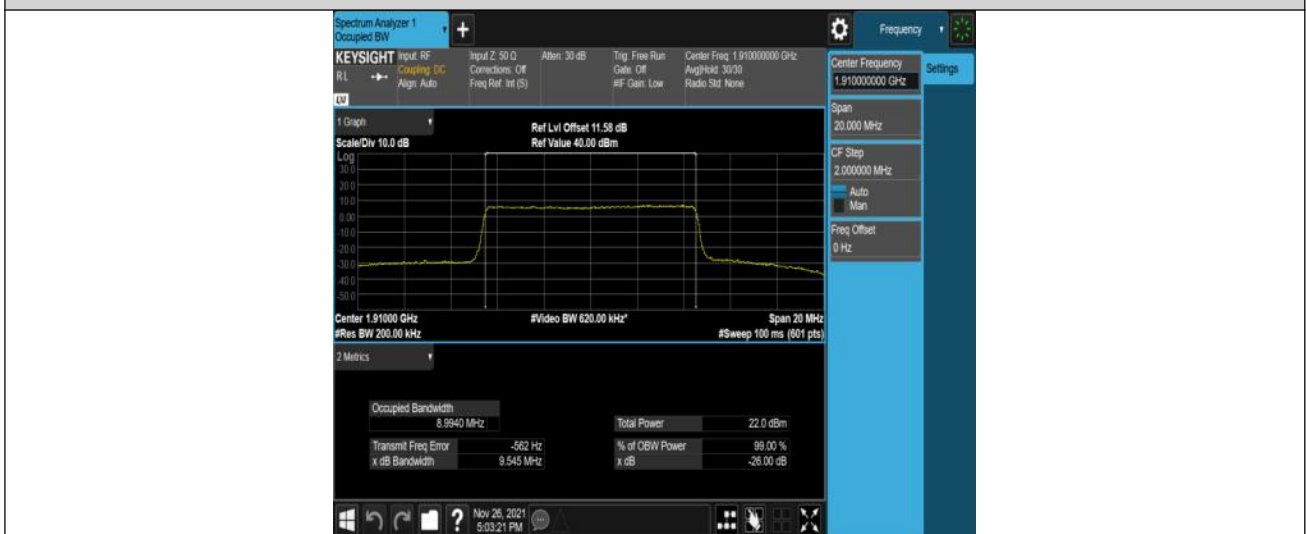 Spectrum Analyzer 1
Occupied BW
+
Frequency
KEYSIGHT
Input: RF
Coupling: DC
Align: Auto
RL
LXI
Input Z: 50 Ω
Corrections: Off
Freq Ref: Int (S)
Atten: 30 dB
Trig: Free Run
Gate: Off
#IF Gain: Low
Center Freq: 1.910000000 GHz
Avg|Hold: 30/30
Radio Std: None
Center Frequency
1.910000000 GHz
Settings
Span
20.000 MHz
CF Step
2.000000 MHz
Auto
Man
Freq Offset
0 Hz
1 Graph
Scale/Div 10.0 dB
Ref Lvl Offset 11.58 dB
Ref Value 40.00 dBm
Log
30.0
20.0
10.0
0.00
-10.0
-20.0
-30.0
-40.0
-50.0
Center 1.91000 GHz
#Res BW 200.00 kHz
#Video BW 620.00 kHz*
Span 20 MHz
#Sweep 100 ms (601 pts)
2 Metrics
Occupied Bandwidth
8.9940 MHz
Total Power 22.0 dBm
Transmit Freq Error -562 Hz
% of OBW Power 99.00 %
x dB Bandwidth 9.545 MHz
x dB -26.00 dB
?
Nov 26, 2021
5:03:21 PM